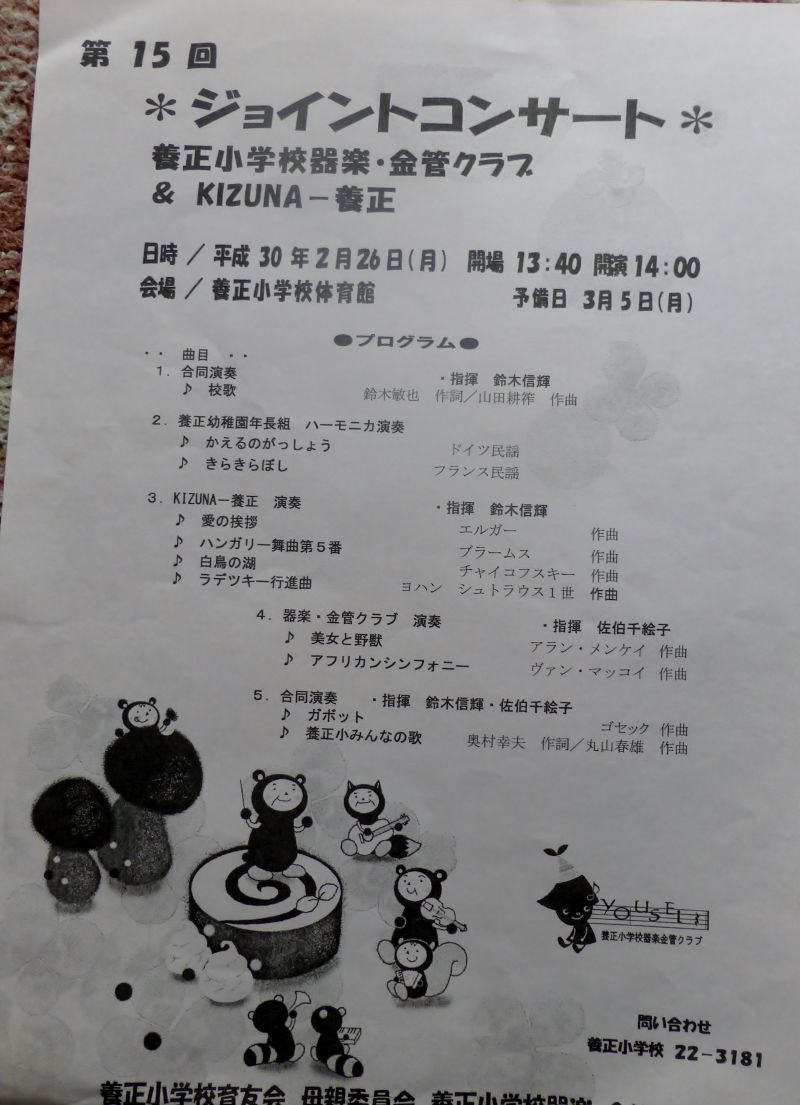 第 15 回
＊ ジョイントコンサート ＊
養正小学校器楽・金管クラブ
& KIZUNA－養正
日時 ／ 平成 30 年 2 月 26 日(月) 開場 13:40 開演 14:00
会場 ／ 養正小学校体育館 予備日 3月 5 日(月)
●プログラム●
・・ 曲目 ・・
1. 合同演奏 ・指揮 鈴木信輝
♪ 校歌 鈴木敏也 作詞／山田耕筰 作曲
2. 養正幼稚園年長組 ハーモニカ演奏
♪ かえるのがっしょう ドイツ民謡
♪ きらきらぼし フランス民謡
3. KIZUNA－養正 演奏 ・指揮 鈴木信輝
♪ 愛の挨拶 エルガー 作曲
♪ ハンガリー舞曲第５番 ブラームス 作曲
♪ 白鳥の湖 チャイコフスキー 作曲
♪ ラデツキー行進曲 ヨハン シュトラウス１世 作曲
4. 器楽・金管クラブ 演奏 ・指揮 佐伯千絵子
♪ 美女と野獣 アラン・メンケイ 作曲
♪ アフリカンシンフォニー ヴァン・マッコイ 作曲
5. 合同演奏 ・指揮 鈴木信輝・佐伯千絵子
♪ ガボット ゴセック 作曲
♪ 養正小みんなの歌 奥村幸夫 作詞／丸山春雄 作曲
YOUSEI
養正小学校器楽金管クラブ
問い合わせ
養正小学校 22－3181
養正小学校育友会 母親委員会 養正小学校器楽